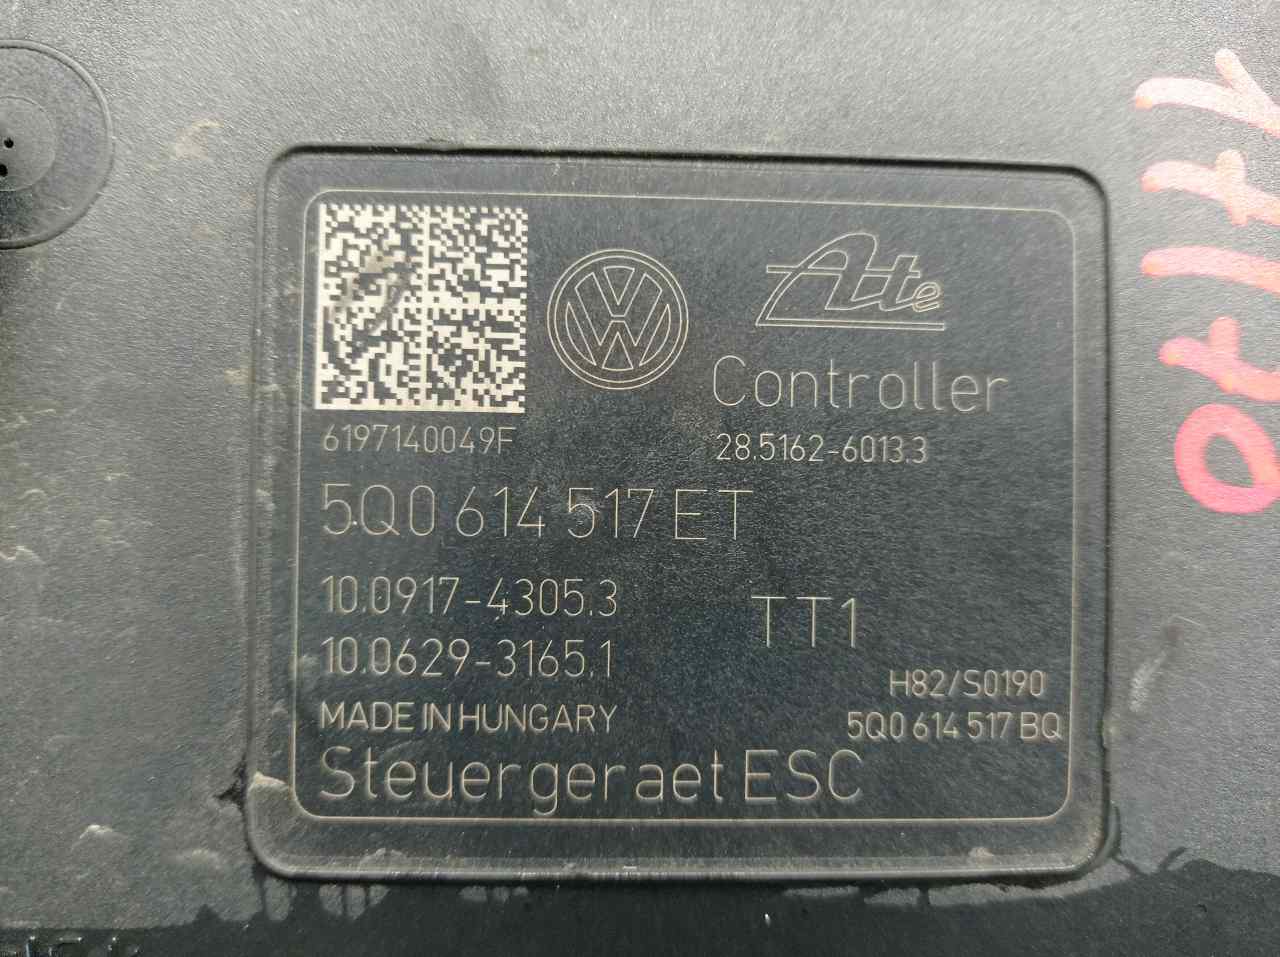 Ate
Controller
6197140049F
28.5162-6013.3
5Q0 614 517 ET
10.0917-4305.3
TT1
10.0629-3165.1
H82/S0190
MADE IN HUNGARY
5Q0 614 517 BQ
Steuergeraet ESC